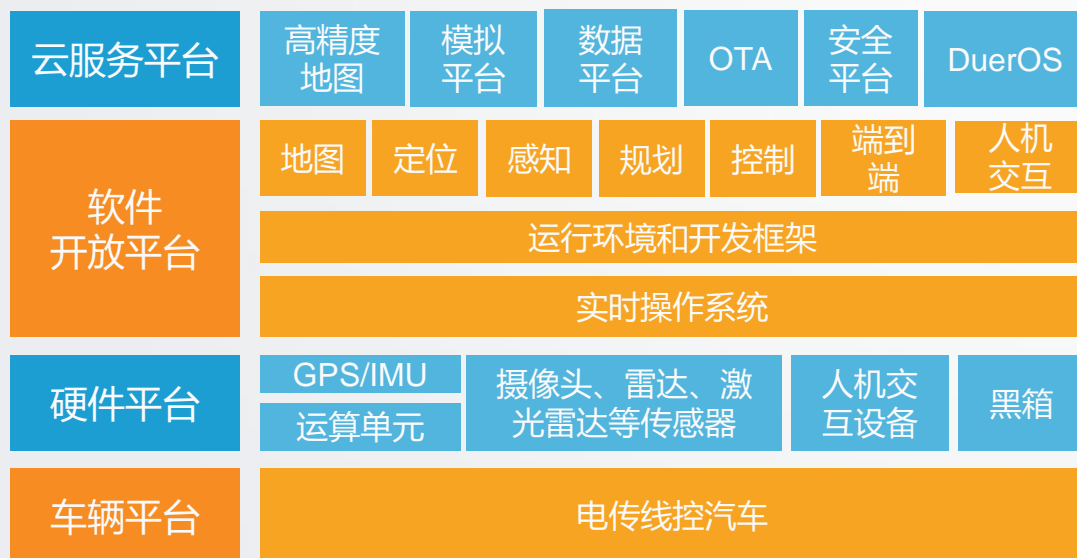 云服务平台
高精度
地图
模拟
平台
数据
平台
OTA
安全
平台
DuerOS
软件
开放平台
地图
定位
感知
规划
控制
端到
端
人机
交互
运行环境和开发框架
实时操作系统
硬件平台
GPS/IMU
运算单元
摄像头、雷达、激
光雷达等传感器
人机交
互设备
黑箱
车辆平台
电传线控汽车